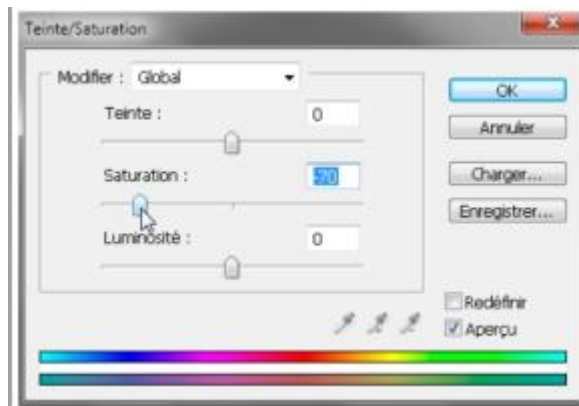 Teinte/Saturation
Modifier : Global
OK
Teinte : 0
Annuler
Saturation : -70
Charger...
Enregistrer...
Luminosité : 0
Redéfinir
Aperçu